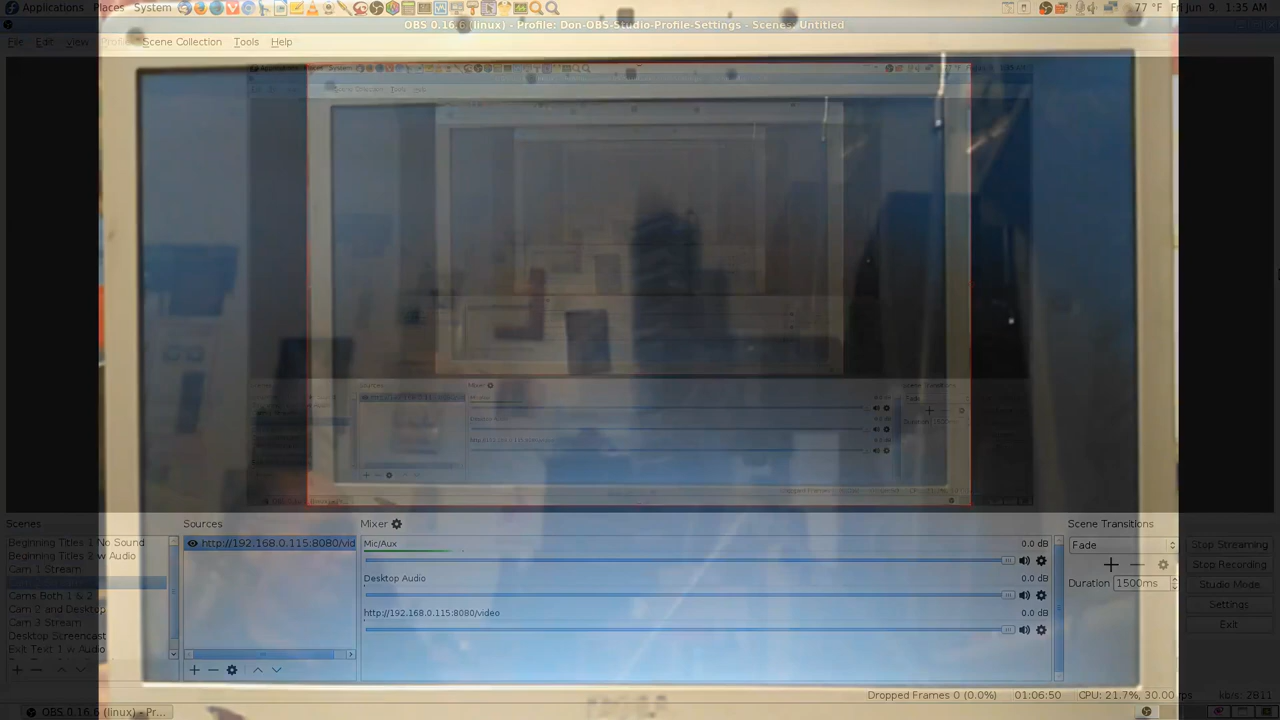 Applications Places System 77 °F Fri Jun 9, 1:35 AM
OBS 0.16.6 (linux) - Profile: Don-OBS-Studio-Profile-Settings - Scenes: Untitled
File Edit View Profile Scene Collection Tools Help
Scenes Sources Mixer Scene Transitions
Beginning Titles 1 No Sound http://192.168.0.115:8080/vid Mic/Aux 0.0 dB Fade Stop Streaming
Beginning Titles 2 w Audio
Cam 1 Stream Stop Recording
Desktop Audio 0.0 dB Duration 1500ms Studio Mode
Cams Both 1 & 2
Cam 2 and Desktop Settings
http://192.168.0.115:8080/video 0.0 dB
Cam 3 Stream Exit
Desktop Screencast
Exit Text 1 w Audio
Dropped Frames 0 (0.0%) 01:06:50 CPU: 21.7%, 30.00 fps kb/s: 2811
OBS 0.16.6 (linux) - Pr...